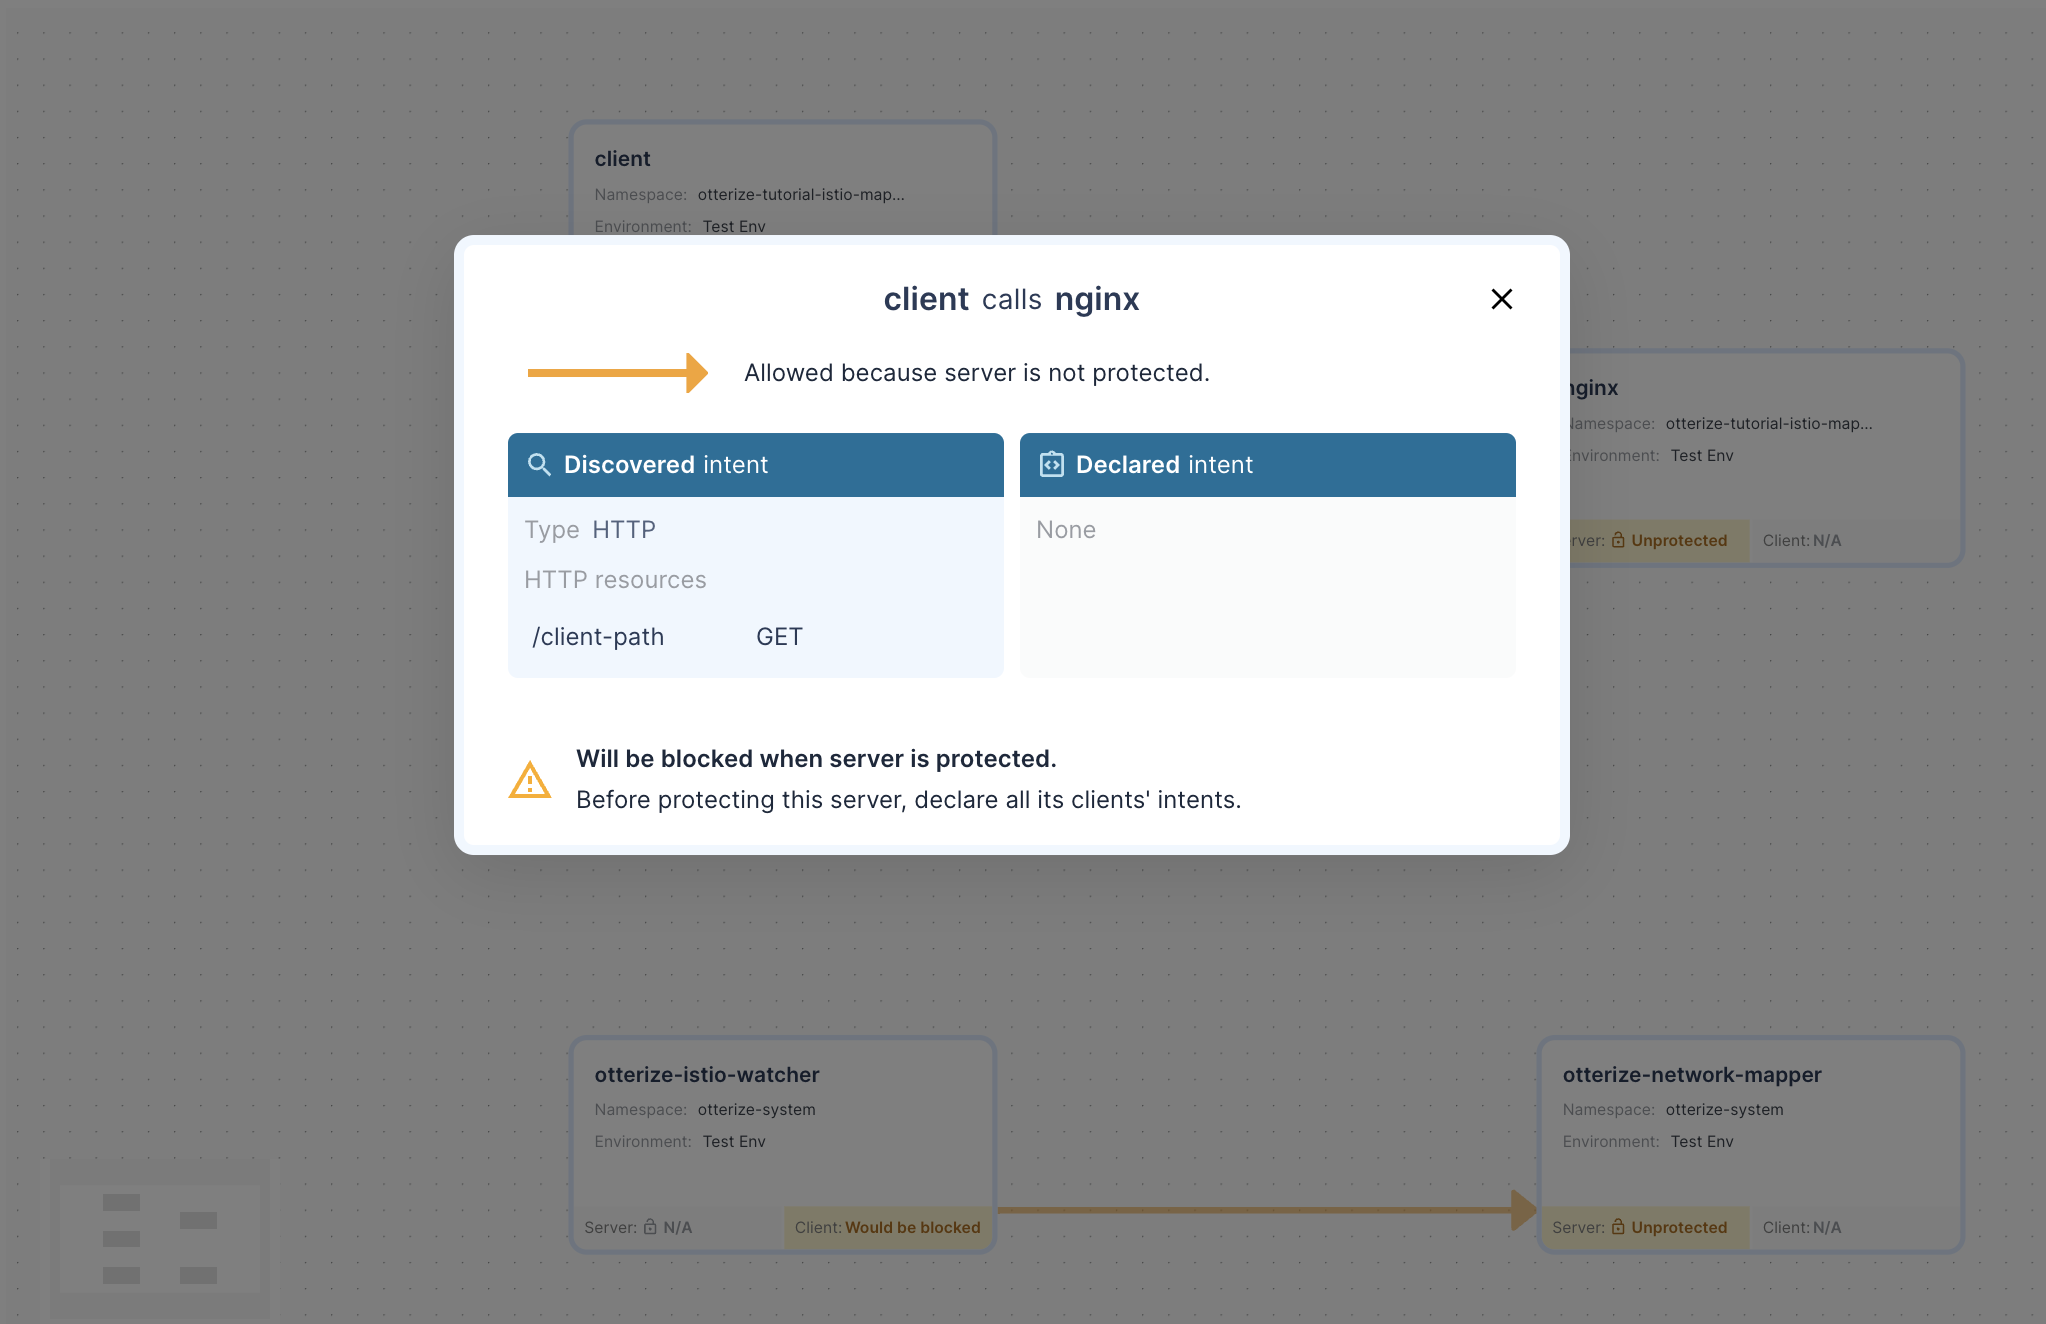 client
Namespace: otterize-tutorial-istio-map...
Environment: Test Env
client calls nginx
Allowed because server is not protected.
Discovered intent
Type HTTP
HTTP resources
/client-path GET
Declared intent
None
Will be blocked when server is protected.
Before protecting this server, declare all its clients' intents.
nginx
Namespace: otterize-tutorial-istio-map...
Environment: Test Env
Server: Unprotected Client: N/A
otterize-istio-watcher
Namespace: otterize-system
Environment: Test Env
Server: N/A Client: Would be blocked
otterize-network-mapper
Namespace: otterize-system
Environment: Test Env
Server: Unprotected Client: N/A